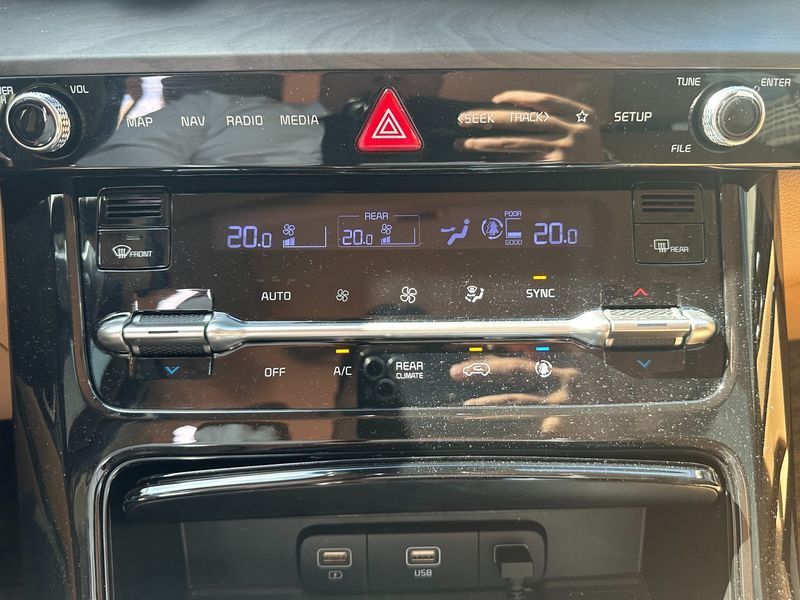 VOL
MAP NAV RADIO MEDIA
<SEEK TRACK> SETUP
TUNE ENTER
FILE
FRONT
20.0
REAR
20.0
POOR
GOOD
20.0
REAR
AUTO SYNC
OFF A/C REAR CLIMATE
USB